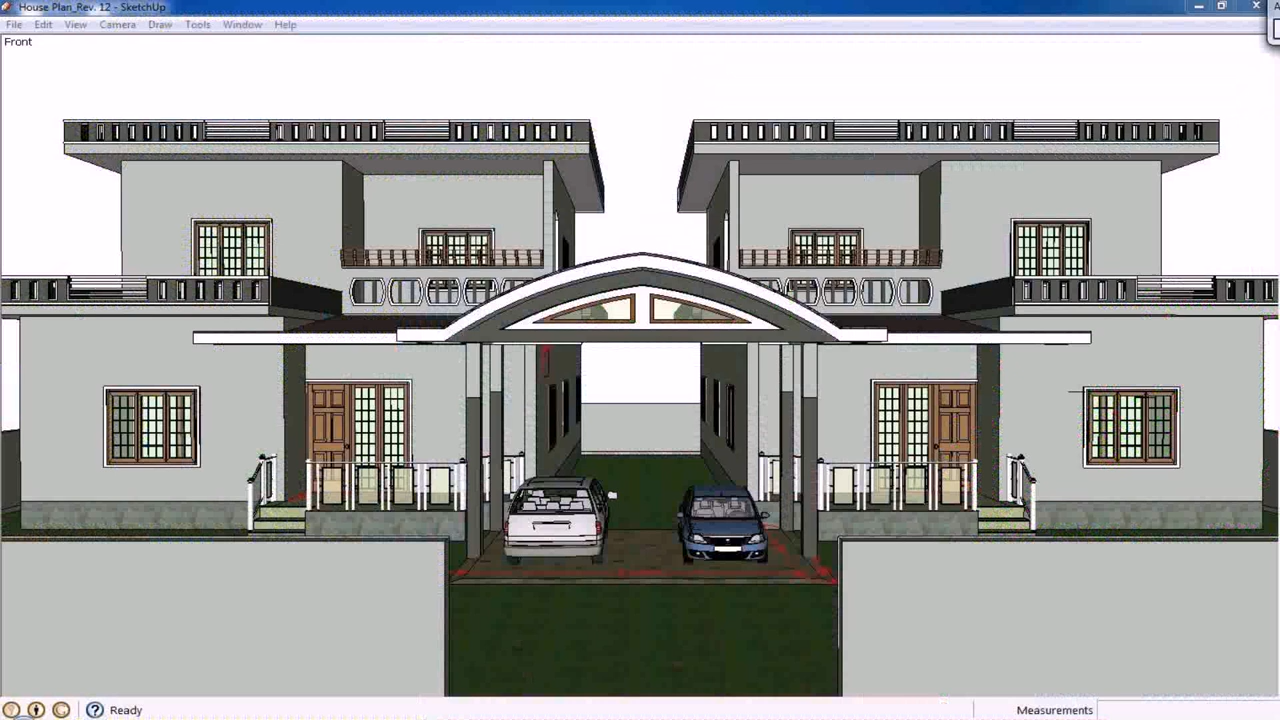 House Plan_Rev. 12 - SketchUp
File Edit View Camera Draw Tools Window Help
Front
Ready
Measurements